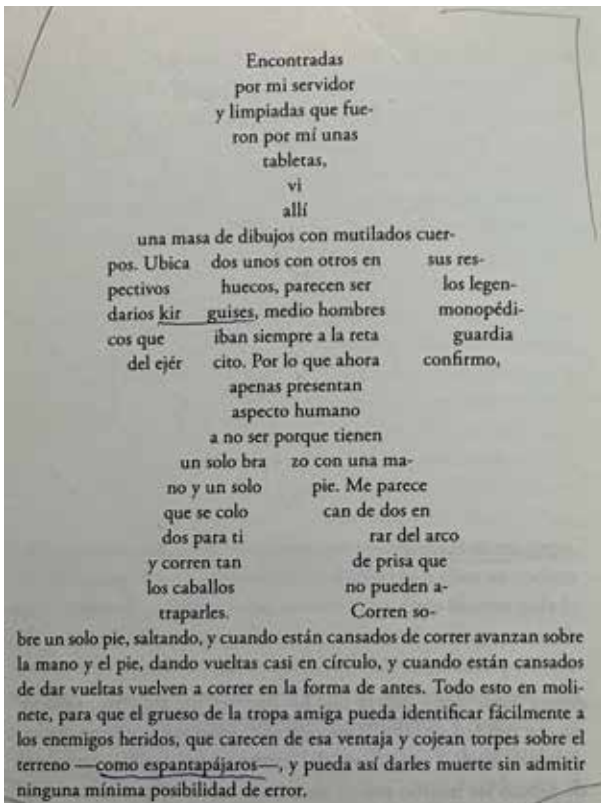 Encontradas
por mi servidor
y limpiadas que fue-
ron por mí unas
tabletas,
vi
allí
una masa de dibujos con mutilados cuer-
pos. Ubica dos unos con otros en sus res-
pectivos huecos, parecen ser los legen-
darios kir guises, medio hombres monopédi-
cos que iban siempre a la reta guardia
del ejér cito. Por lo que ahora confirmo,
apenas presentan
aspecto humano
a no ser porque tienen
un solo bra zo con una ma-
no y un solo pie. Me parece
que se colo can de dos en
dos para ti rar del arco
y corren tan de prisa que
los caballos no pueden a-
traparles. Corren so-
bre un solo pie, saltando, y cuando están cansados de correr avanzan sobre
la mano y el pie, dando vueltas casi en círculo, y cuando están cansados
de dar vueltas vuelven a correr en la forma de antes. Todo esto en moli-
nete, para que el grueso de la tropa amiga pueda identificar fácilmente a
los enemigos heridos, que carecen de esa ventaja y cojean torpes sobre el
terreno —como espantapájaros—, y pueda así darles muerte sin admitir
ninguna mínima posibilidad de error.